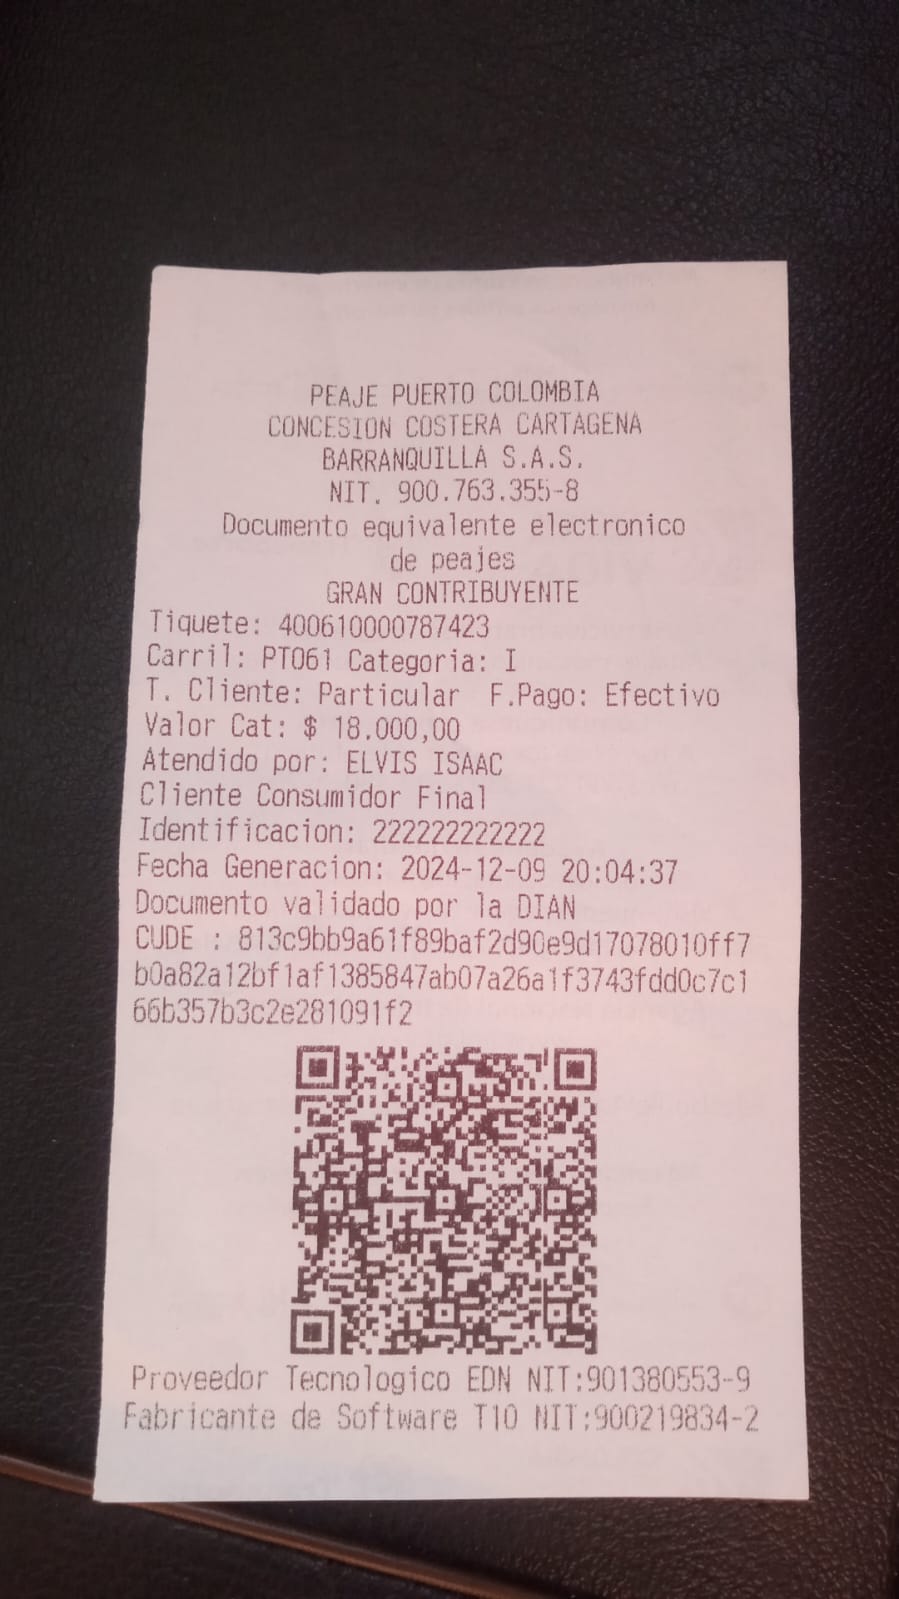 PEAJE PUERTO COLOMBIA
CONCESION COSTERA CARTAGENA
BARRANQUILLA S.A.S.
NIT. 900.763.355-8
Documento equivalente electronico
de peajes
GRAN CONTRIBUYENTE
Tiquete: 400610000787423
Carril: PT061 Categoria: I
T. Cliente: Particular F.Pago: Efectivo
Valor Cat: $ 18.000,00
Atendido por: ELVIS ISAAC
Cliente Consumidor Final
Identificacion: 222222222222
Fecha Generacion: 2024-12-09 20:04:37
Documento validado por la DIAN
CUDE : 813c9bb9a61f89baf2d90e9d17078010ff7
b0a82a12bf1af1385847ab07a26a1f3743fdd0c7c1
66b357b3c2e281091f2
Proveedor Tecnologico EDN NIT:901380553-9
Fabricante de Software T10 NIT:900219834-2